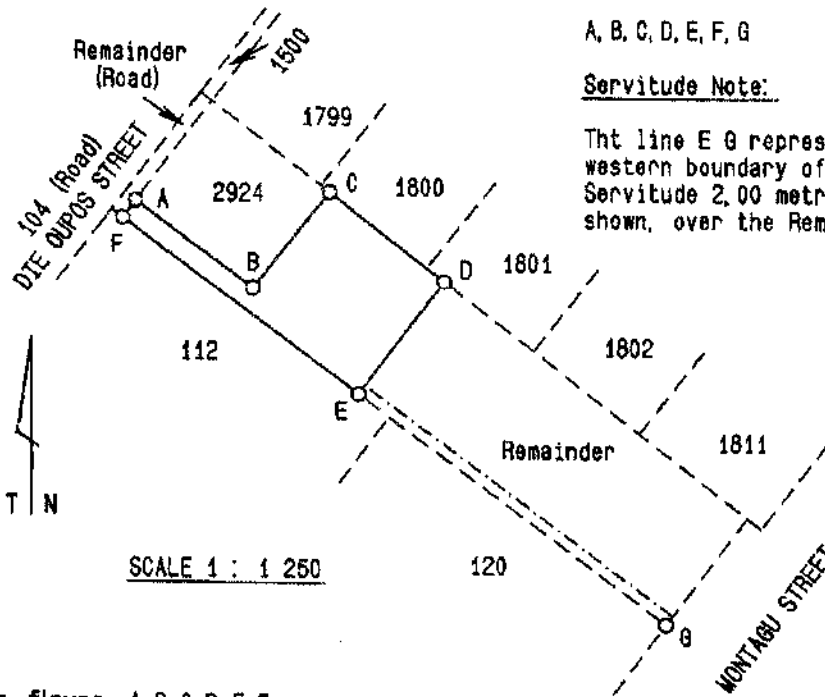 A, B, C, D, E, F, G
Servitude Note:
Tht line E G repres
western boundary of
Servitude 2,00 metr
shown, over the Rem
Remainder
(Road)
1500
1799
104 (Road)
DIE OUPOS STREET
2924
A
C
1800
F
B
D
1801
112
1802
E
Remainder
1811
T N
SCALE 1 : 1 250
120
G
MONTAGU STREET
figure A B C D E F